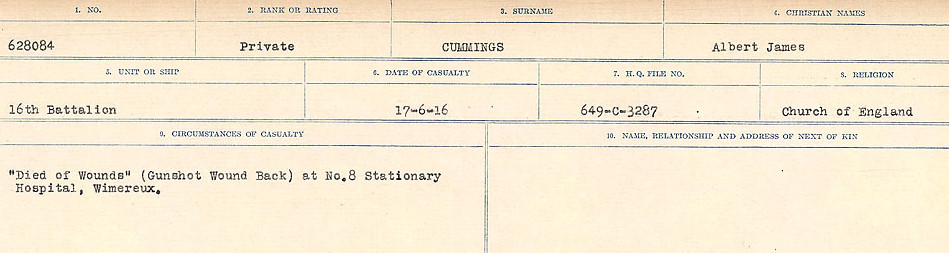 1. NO. 2. RANK OR RATING 3. SURNAME 4. CHRISTIAN NAMES
628084 Private CUMMINGS Albert James
5. UNIT OR SHIP 6. DATE OF CASUALTY 7. H.Q. FILE NO. 8. RELIGION
16th Battalion 17-6-16 649-C-3287 Church of England
9. CIRCUMSTANCES OF CASUALTY 10. NAME, RELATIONSHIP AND ADDRESS OF NEXT OF KIN
"Died of Wounds" (Gunshot Wound Back) at No.8 Stationary
Hospital, Wimereux.